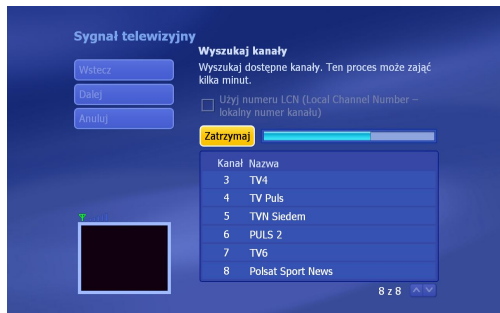 Sygnał telewizyjny
Wstecz
Dalej
Anuluj
Wyszukaj kanały
Wyszukaj dostępne kanały. Ten proces może zająć
kilka minut.
Użyj numeru LCN (Local Channel Number –
lokalny numer kanału)
Zatrzymaj
Kanał Nazwa
3 TV4
4 TV Puls
5 TVN Siedem
6 PULS 2
7 TV6
8 Polsat Sport News
8 z 8